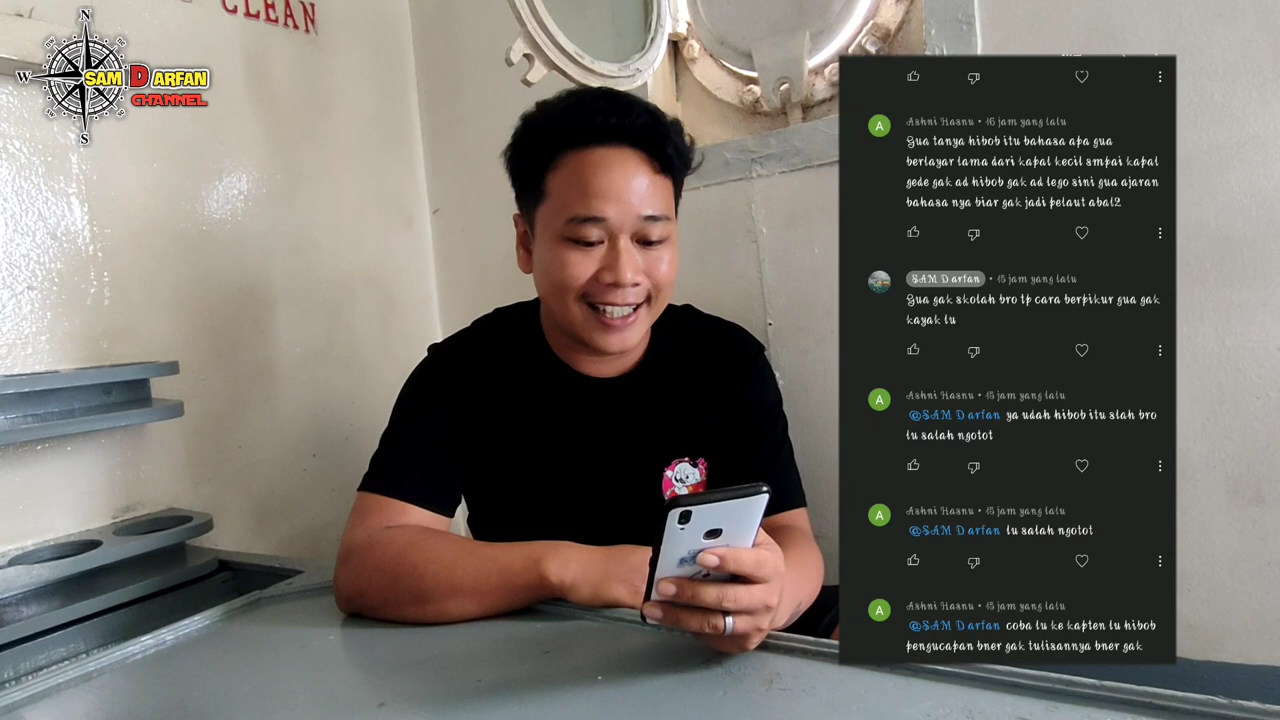 CLEAN
N
W
S
SAM D ARFAN
CHANNEL
Ashni Hasnu • 16 jam yang lalu
Gua tanya hibob itu bahasa apa gua
berlayar lama dari kapal kecil smpai kapal
gede gak ad hibob gak ad lego sini gua ajaran
bahasa nya biar gak jadi pelaut abal2
SAM D arfan • 15 jam yang lalu
Gua gak skolah bro tp cara berpikur gua gak
kayak lu
Ashni Hasnu • 15 jam yang lalu
@SAM D arfan ya udah hibob itu slah bro
lu salah ngotot
Ashni Hasnu • 15 jam yang lalu
@SAM D arfan lu salah ngotot
Ashni Hasnu • 15 jam yang lalu
@SAM D arfan coba lu ke kapten lu hibob
pengucapan bner gak tulisannya bner gak